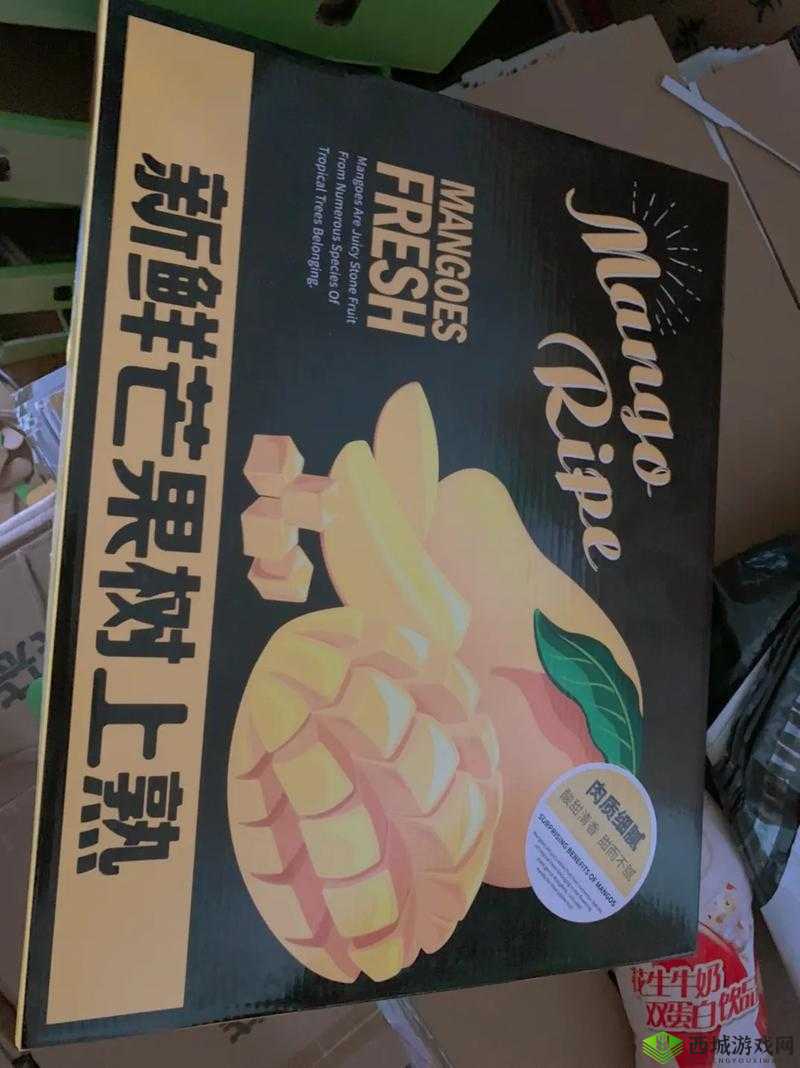 Mango
Ripe
MANGOES
FRESH
Mangoes Are Juicy Stone Fruit
From Numerous Species Of
Tropical Trees Belonging.
新鲜芒果树上熟
肉质细腻
酸甜清香 甜而不腻
SURPRISING BENEFITS OF MANGOS
花生牛奶
双蛋白饮品
西城游戏网